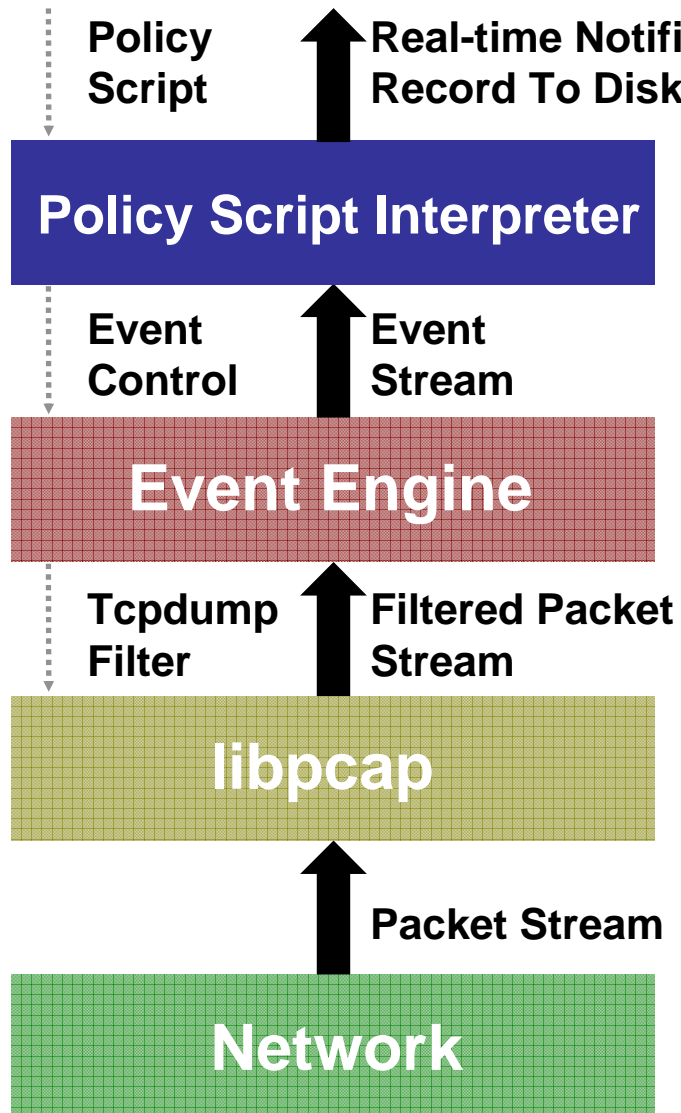 Policy
Script
Real-time Notifi
Record To Disk
Policy Script Interpreter
Event
Control
Event
Stream
Event Engine
Tcpdump
Filter
Filtered Packet
Stream
libpcap
Packet Stream
Network